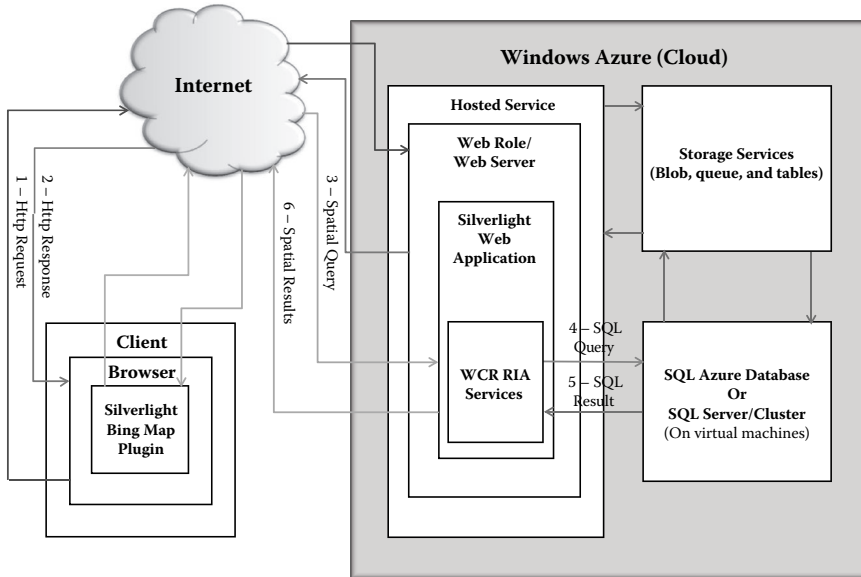 Windows Azure (Cloud)
Internet
Hosted Service
Web Role/
Web Server
Storage Services
(Blob, queue, and tables)
1 – Http Request
2 – Http Response
3 – Spatial Query
6 – Spatial Results
Silverlight
Web
Application
4 – SQL
Query
5 – SQL
Result
WCR RIA
Services
SQL Azure Database
Or
SQL Server/Cluster
(On virtual machines)
Client
Browser
Silverlight
Bing Map
Plugin